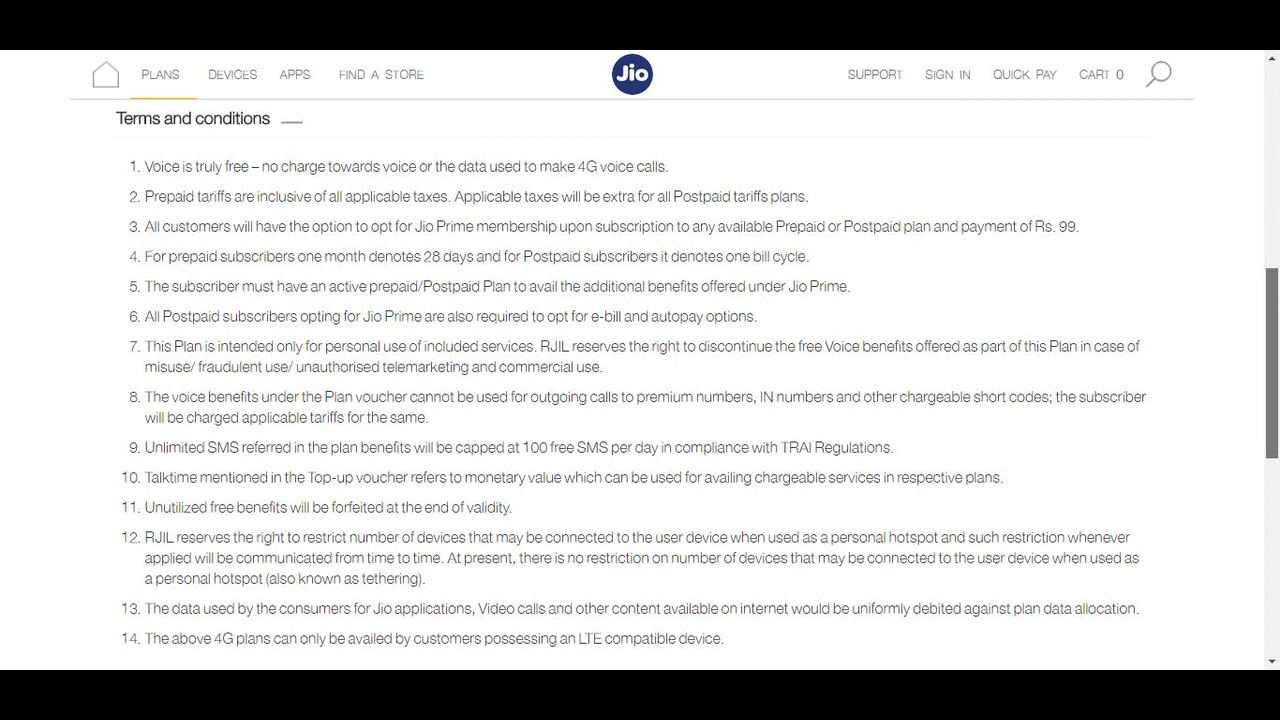 PLANS DEVICES APPS FIND A STORE Jio SUPPORT SIGN IN QUICK PAY CART 0
Terms and conditions
1. Voice is truly free – no charge towards voice or the data used to make 4G voice calls.
2. Prepaid tariffs are inclusive of all applicable taxes. Applicable taxes will be extra for all Postpaid tariffs plans.
3. All customers will have the option to opt for Jio Prime membership upon subscription to any available Prepaid or Postpaid plan and payment of Rs. 99.
4. For prepaid subscribers one month denotes 28 days and for Postpaid subscribers it denotes one bill cycle.
5. The subscriber must have an active prepaid/Postpaid Plan to avail the additional benefits offered under Jio Prime.
6. All Postpaid subscribers opting for Jio Prime are also required to opt for e-bill and autopay options.
7. This Plan is intended only for personal use of included services. RJIL reserves the right to discontinue the free Voice benefits offered as part of this Plan in case of
misuse/ fraudulent use/ unauthorised telemarketing and commercial use.
8. The voice benefits under the Plan voucher cannot be used for outgoing calls to premium numbers, IN numbers and other chargeable short codes; the subscriber
will be charged applicable tariffs for the same.
9. Unlimited SMS referred in the plan benefits will be capped at 100 free SMS per day in compliance with TRAI Regulations.
10. Talktime mentioned in the Top-up voucher refers to monetary value which can be used for availing chargeable services in respective plans.
11. Unutilized free benefits will be forfeited at the end of validity.
12. RJIL reserves the right to restrict number of devices that may be connected to the user device when used as a personal hotspot and such restriction whenever
applied will be communicated from time to time. At present, there is no restriction on number of devices that may be connected to the user device when used as
a personal hotspot (also known as tethering).
13. The data used by the consumers for Jio applications, Video calls and other content available on internet would be uniformly debited against plan data allocation.
14. The above 4G plans can only be availed by customers possessing an LTE compatible device.